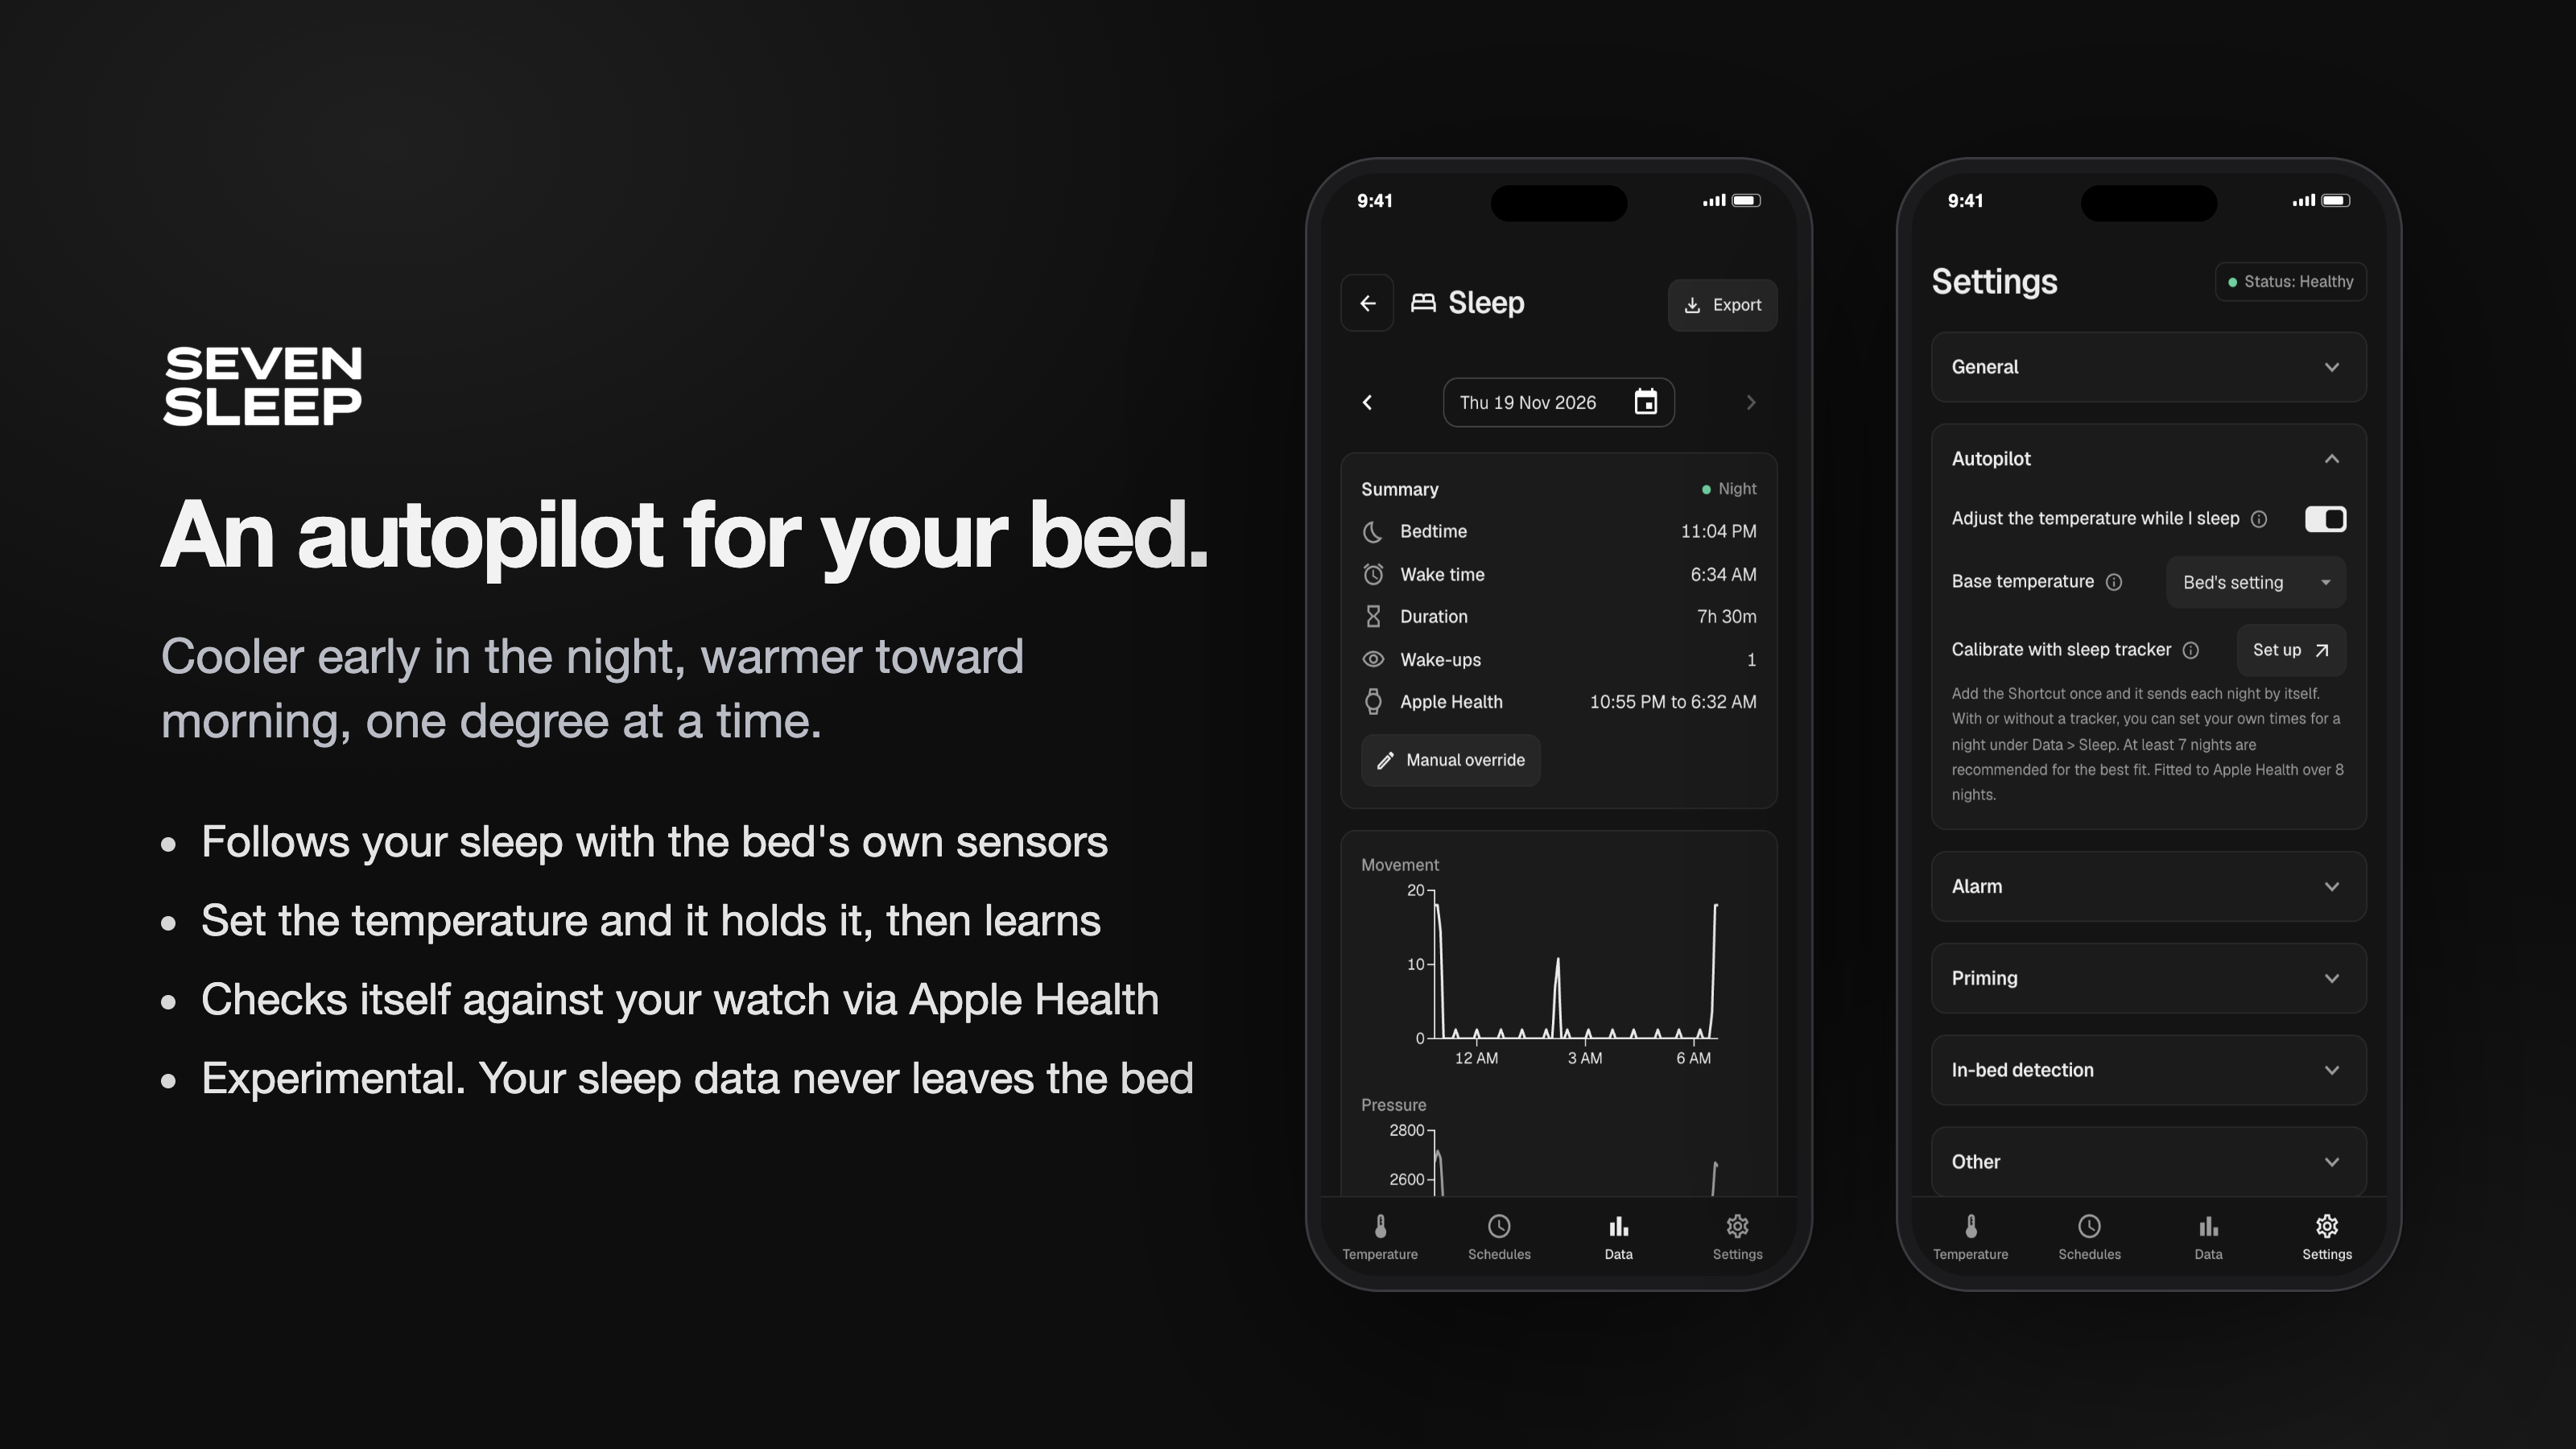 SEVEN
SLEEP
An autopilot for your bed.
Cooler early in the night, warmer toward
morning, one degree at a time.
Follows your sleep with the bed's own sensors
Set the temperature and it holds it, then learns
Checks itself against your watch via Apple Health
Experimental. Your sleep data never leaves the bed
9:41
Sleep
Export
Thu 19 Nov 2026
Summary
Night
Bedtime 11:04 PM
Wake time 6:34 AM
Duration 7h 30m
Wake-ups 1
Apple Health 10:55 PM to 6:32 AM
Manual override
Movement
20
10
0
12 AM 3 AM 6 AM
Pressure
2800
2600
Temperature Schedules Data Settings
9:41
Settings
Status: Healthy
General
Autopilot
Adjust the temperature while I sleep
Base temperature Bed's setting
Calibrate with sleep tracker Set up
Add the Shortcut once and it sends each night by itself.
With or without a tracker, you can set your own times for a
night under Data > Sleep. At least 7 nights are
recommended for the best fit. Fitted to Apple Health over 8
nights.
Alarm
Priming
In-bed detection
Other
Temperature Schedules Data Settings